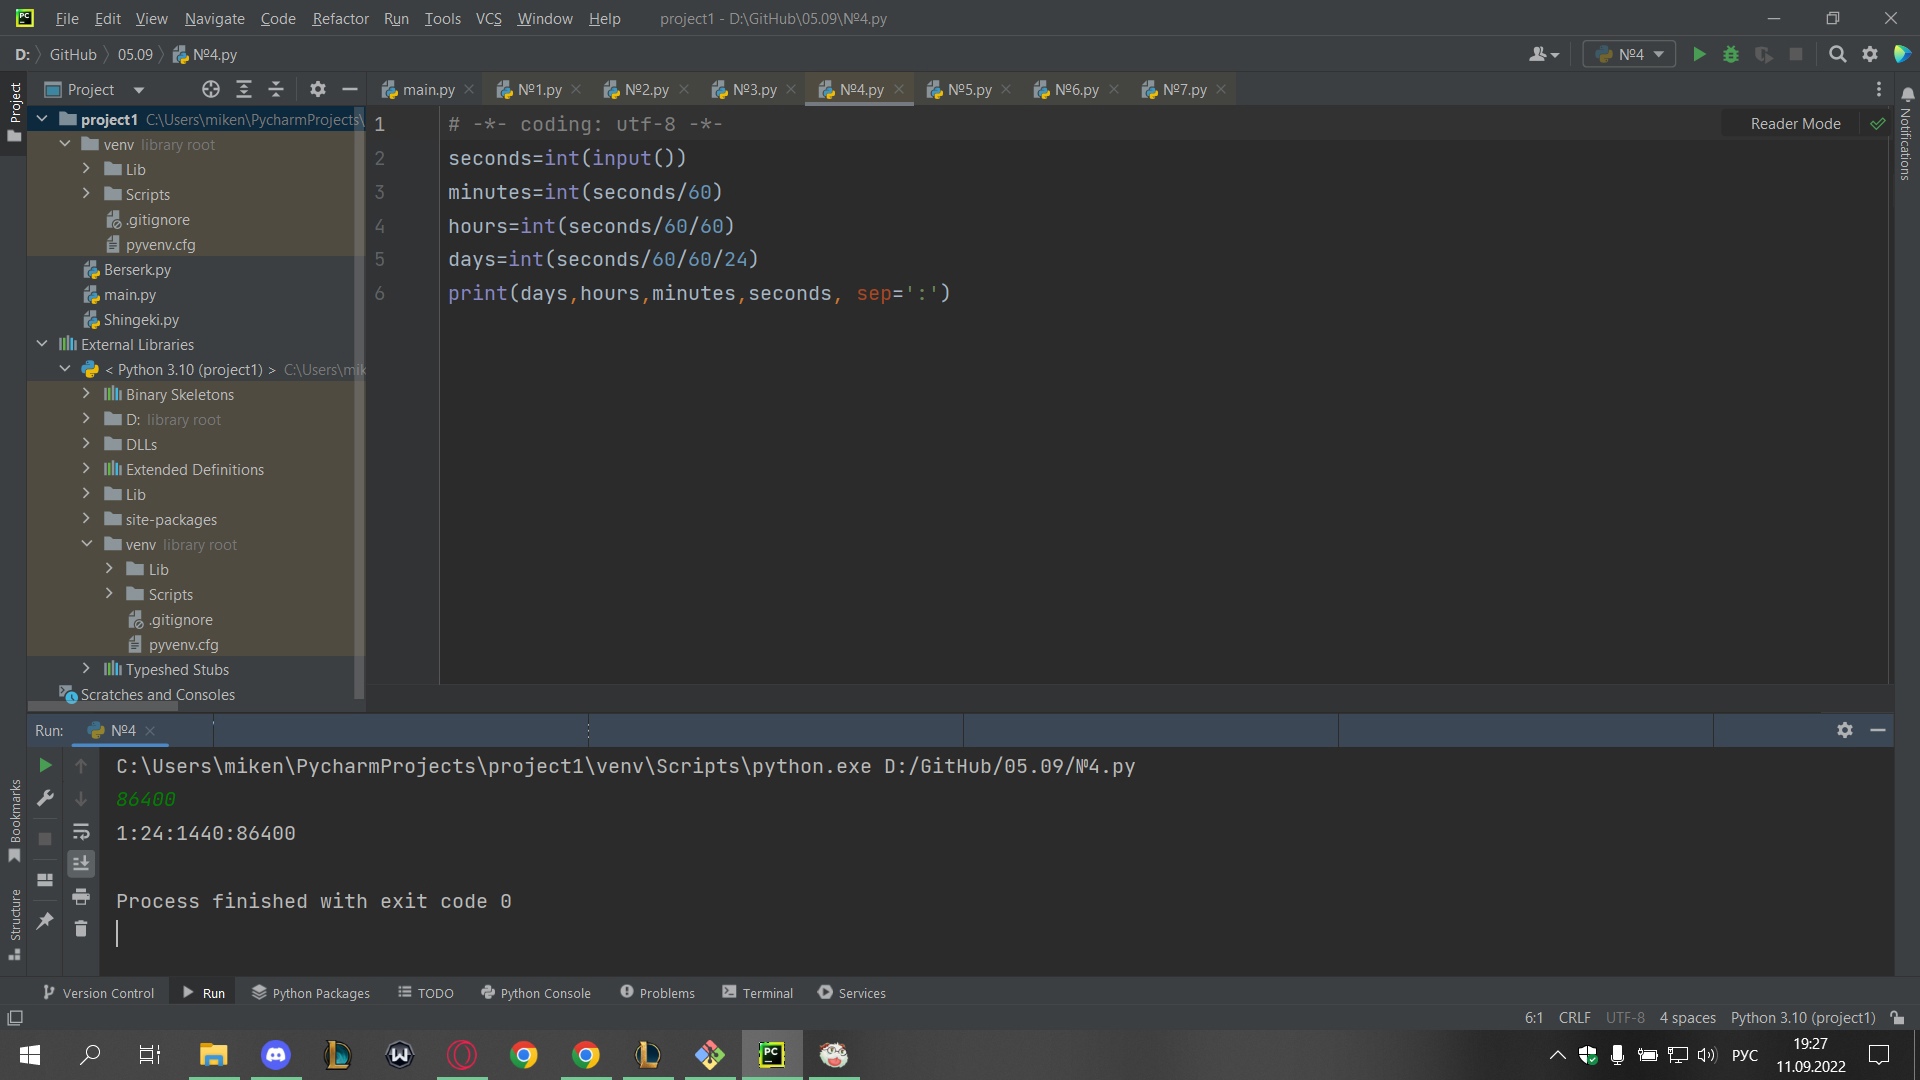 File Edit View Navigate Code Refactor Run Tools VCS Window Help project1 - D:\GitHub\05.09\№4.py
D: GitHub 05.09 №4.py №4
Project main.py №1.py №2.py №3.py №4.py №5.py №6.py №7.py
Project
Notifications
project1 C:\Users\miken\PycharmProjects\
venv library root
Lib
Scripts
.gitignore
pyvenv.cfg
Berserk.py
main.py
Shingeki.py
External Libraries
< Python 3.10 (project1) > C:\Users\mik
Binary Skeletons
D: library root
DLLs
Extended Definitions
Lib
site-packages
venv library root
Lib
Scripts
.gitignore
pyvenv.cfg
Typeshed Stubs
Scratches and Consoles
Reader Mode
1 # -*- coding: utf-8 -*-
2 seconds=int(input())
3 minutes=int(seconds/60)
4 hours=int(seconds/60/60)
5 days=int(seconds/60/60/24)
6 print(days,hours,minutes,seconds, sep=':')
Run: №4
C:\Users\miken\PycharmProjects\project1\venv\Scripts\python.exe D:/GitHub/05.09/№4.py
86400
1:24:1440:86400
Process finished with exit code 0
Bookmarks
Structure
Version Control Run Python Packages TODO Python Console Problems Terminal Services
6:1 CRLF UTF-8 4 spaces Python 3.10 (project1)
PC
РУС
19:27
11.09.2022